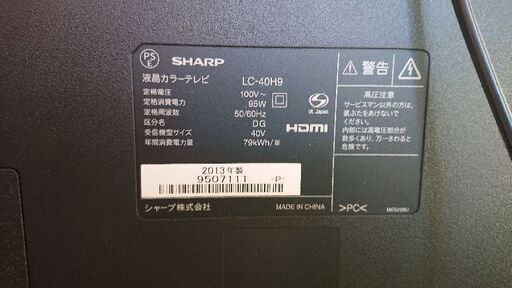 PS
E
SHARP
液晶カラーテレビ LC-40H9
定格電圧 100V~
定格消費電力 95W
定格周波数 50/60Hz
区分名 DG
受信機型サイズ 40V
年間消費電力量 79kWh/年
JK Japan
HDMI
2013年製
9507111 -P-
シャープ株式会社 MADE IN CHINA
警告
高圧注意
サービスマン以外の方は、
裏ぶたをあけないで
ください。
内部には高電圧部分が
数多くあり、万一さわると
危険です。
>PC<